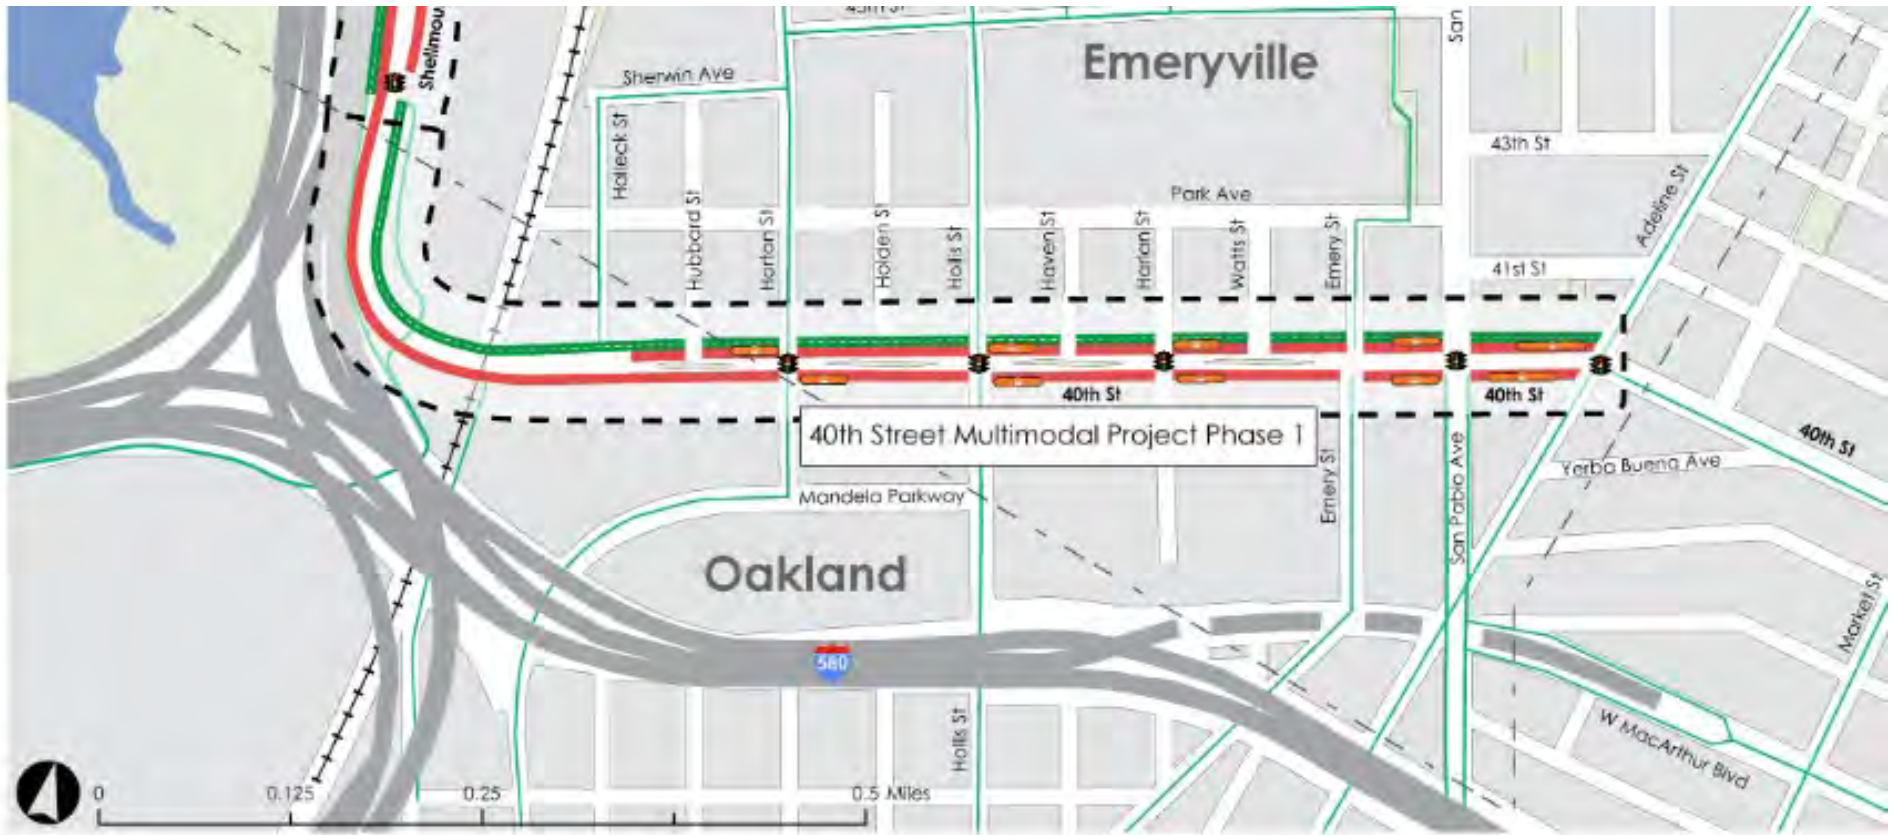 San
Shellmou
Emeryville
Sherwin Ave
43th St
Halleck St
Park Ave
Adeline St
Hubbard St
Horton St
Holden St
Hollis St
Haven St
Harlan St
Watts St
Emery St
41st St
40th St
40th St
40th St
40th Street Multimodal Project Phase 1
Emery St
San Pablo Ave
Yerba Buena Ave
Mandela Parkway
Oakland
Market St
580
Hollis St
W MacArthur Blvd
0 0.125 0.25 0.5 Miles